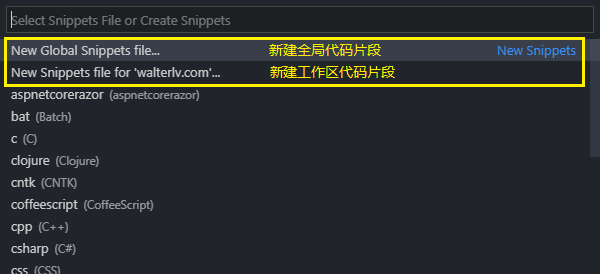 Select Snippets File or Create Snippets
New Global Snippets file... 新建全局代码片段 New Snippets
New Snippets file for 'walterlv.com'... 新建工作区代码片段
aspnetcorerazor (aspnetcorerazor)
bat (Batch)
c (C)
clojure (Clojure)
cntk (CNTK)
coffeescript (CoffeeScript)
cpp (C++)
csharp (C#)
css (CSS)